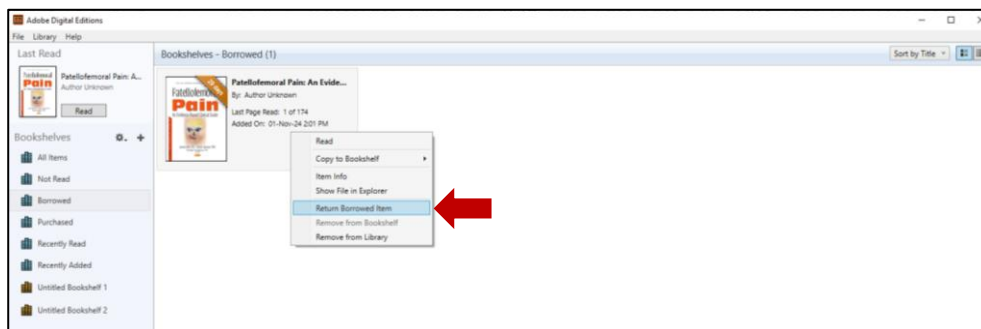 Adobe Digital Editions
File Library Help
Last Read
Patellofemoral
Pain
Patellofemoral Pain: A...
Author Unknown
Read
Bookshelves
All Items
Not Read
Borrowed
Purchased
Recently Read
Recently Added
Untitled Bookshelf 1
Untitled Bookshelf 2
Bookshelves - Borrowed (1)
Sort by Title
Pain
Patellofemoral Pain: An Evide...
By: Author Unknown
Last Page Read: 1 of 174
Added On: 01-Nov-24 2:01 PM
Read
Copy to Bookshelf
Item Info
Show File in Explorer
Return Borrowed Item
Remove from Bookshelf
Remove from Library